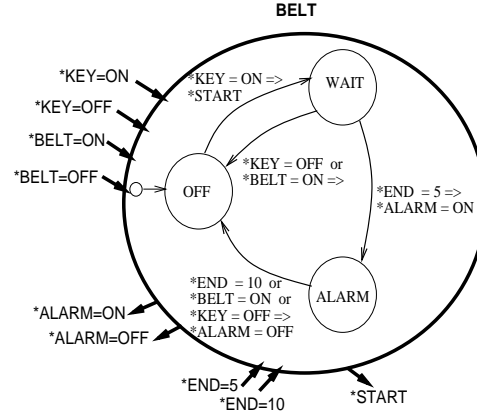 BELT
*KEY=ON
*KEY=OFF
*BELT=ON
*BELT=OFF
*KEY = ON =>
*START
WAIT
OFF
*KEY = OFF or
*BELT = ON =>
*END = 5 =>
*ALARM = ON
*END = 10 or
*BELT = ON or
*KEY = OFF =>
*ALARM = OFF
ALARM
*ALARM=ON
*ALARM=OFF
*END=5
*END=10
*START